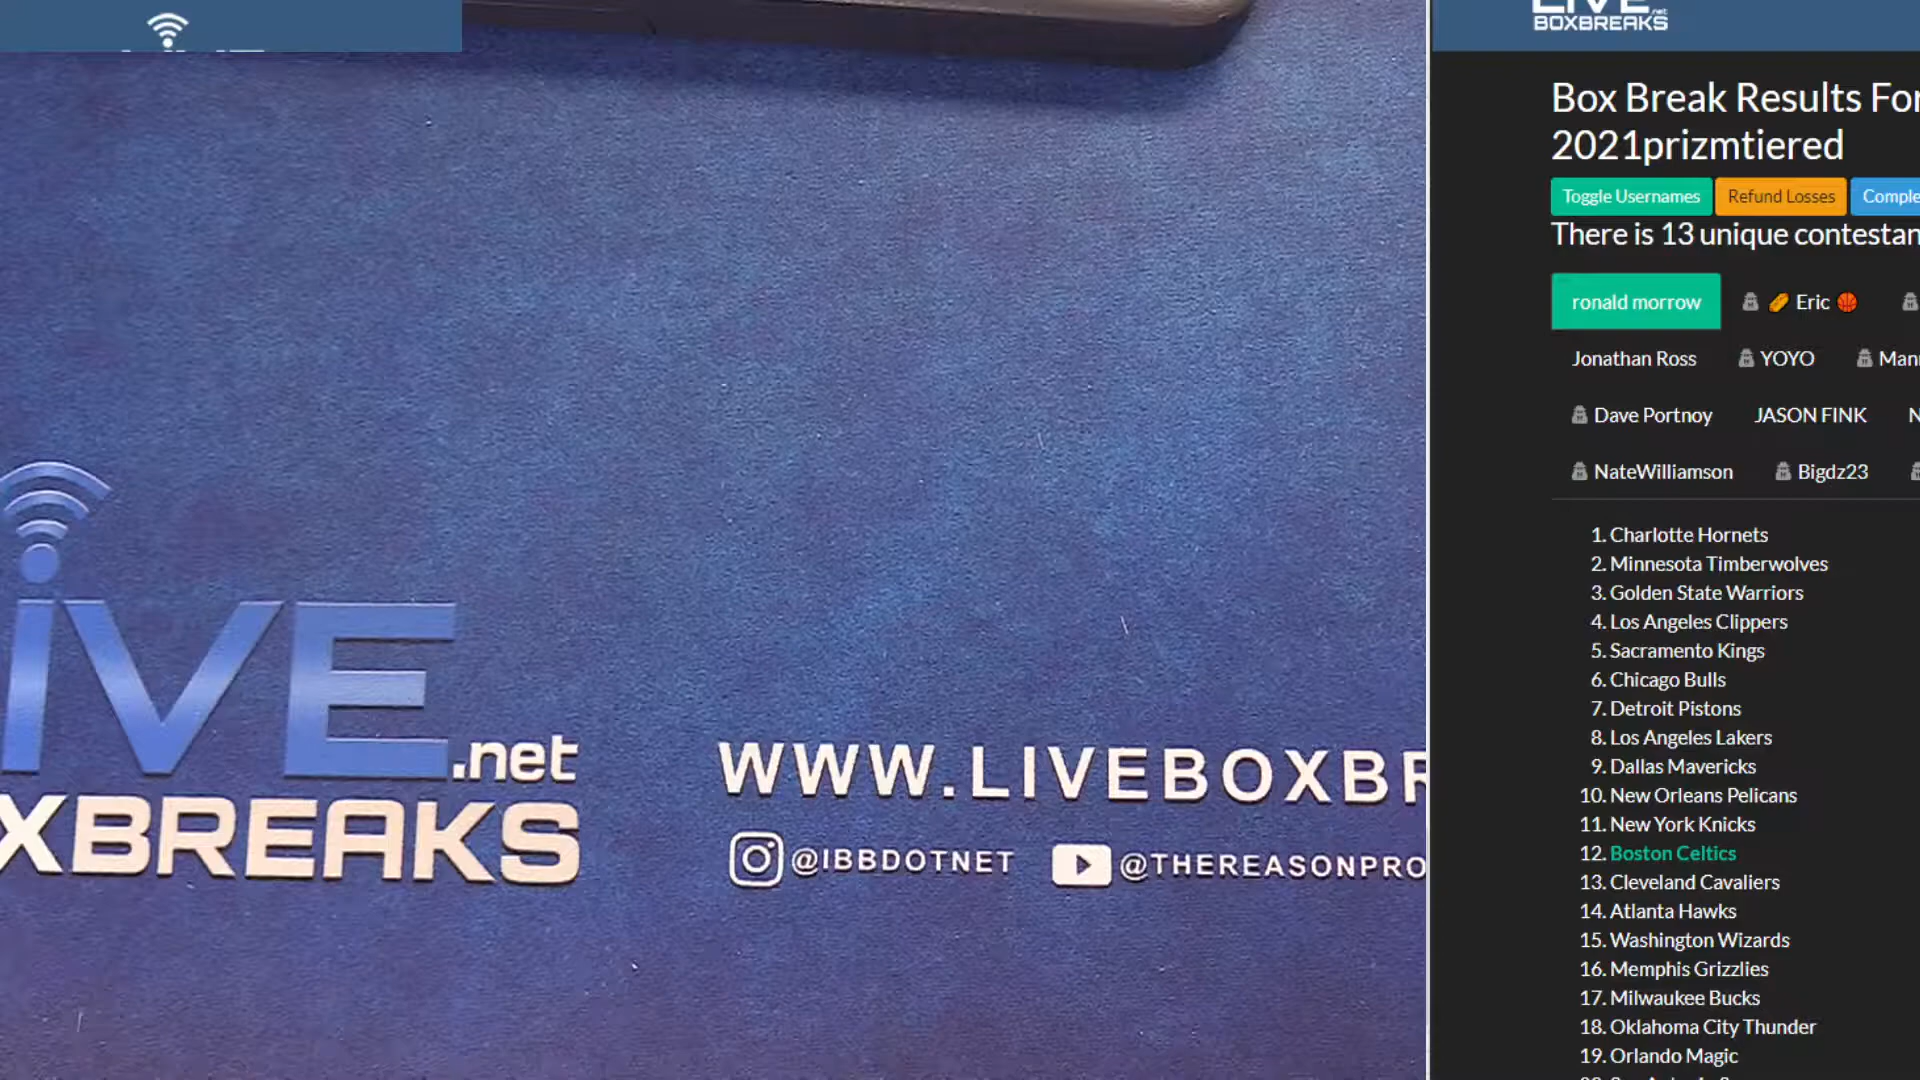 LIVE.net
BOXBREAKS
Box Break Results For
2021prizmtiered
Toggle Usernames Refund Losses
There is 13 unique
ronald morrow 🌭 Eric 🏀
Jonathan Ross YOYO
Dave Portnoy JASON FINK
NateWilliamson Bigdz23
1. Charlotte Hornets
2. Minnesota Timberwolves
3. Golden State Warriors
4. Los Angeles Clippers
5. Sacramento Kings
6. Chicago Bulls
7. Detroit Pistons
8. Los Angeles Lakers
9. Dallas Mavericks
10. New Orleans Pelicans
11. New York Knicks
12. Boston Celtics
13. Cleveland Cavaliers
14. Atlanta Hawks
15. Washington Wizards
16. Memphis Grizzlies
17. Milwaukee Bucks
18. Oklahoma City Thunder
19. Orlando Magic
LIVE.net
XBREAKS
WWW.LIVEBOXBR
@IBBDOTNET @THEREASONPRO